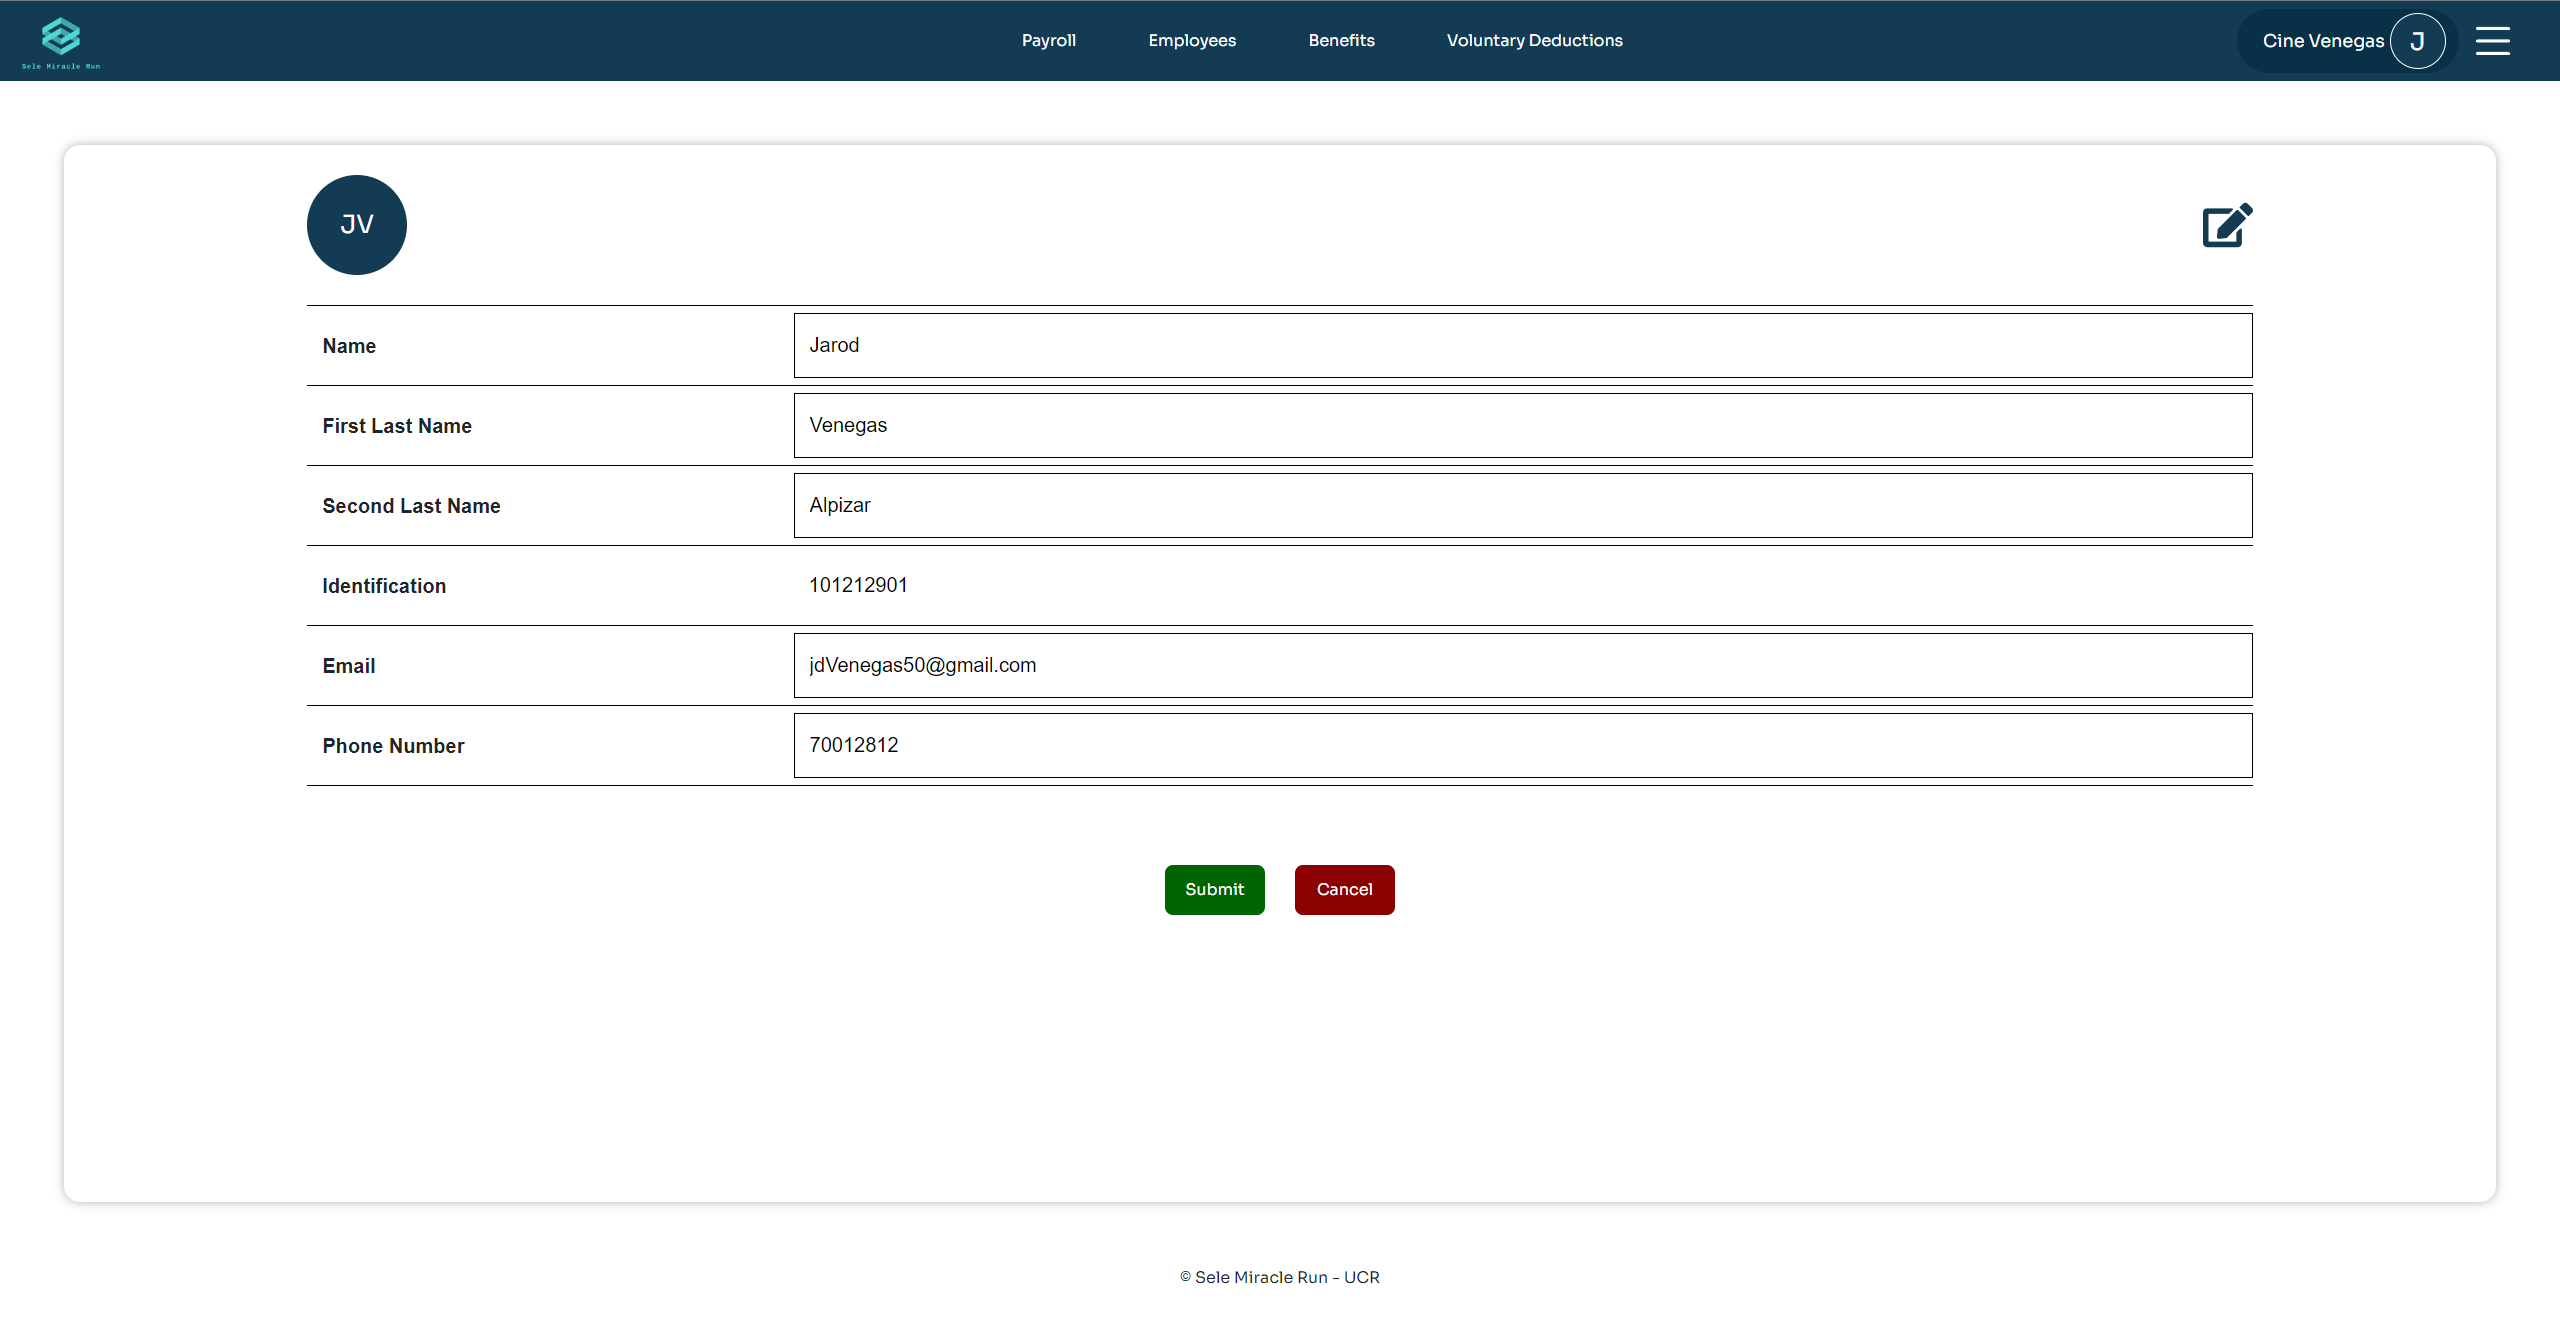 Sele Miracle Run
Payroll
Employees
Benefits
Voluntary Deductions
Cine Venegas
J
JV
Name
Jarod
First Last Name
Venegas
Second Last Name
Alpizar
Identification
101212901
Email
jdVenegas50@gmail.com
Phone Number
70012812
Submit
Cancel
© Sele Miracle Run - UCR